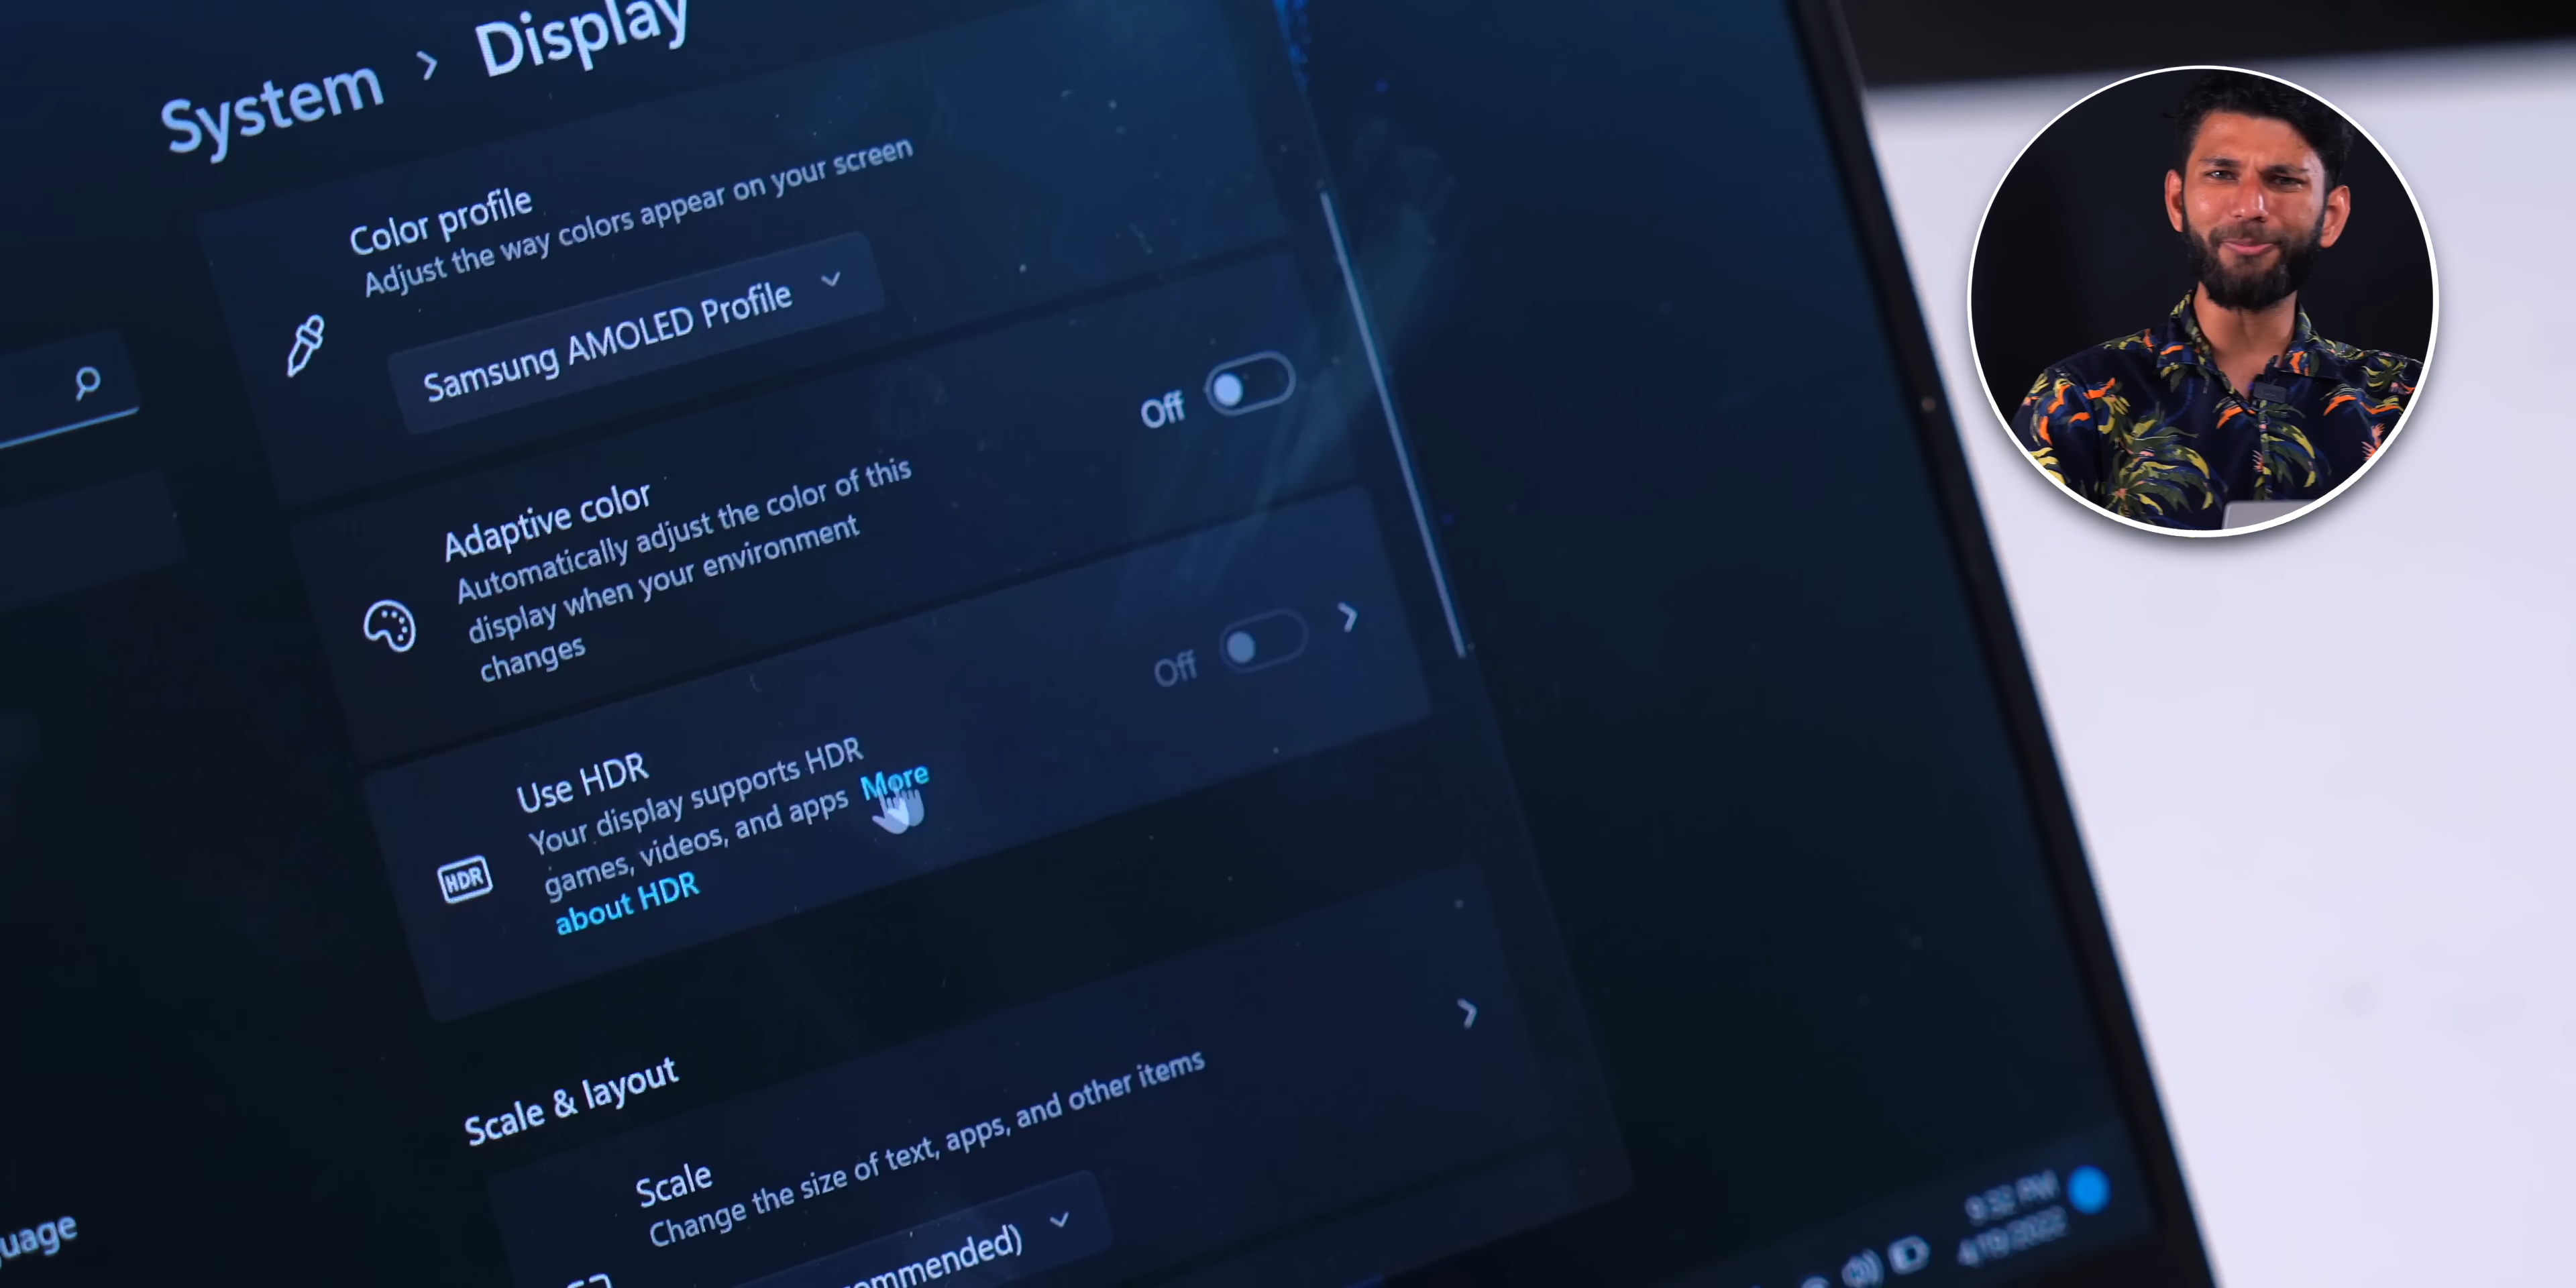 System > Display
Color profile
Adjust the way colors appear on your screen
Samsung AMOLED Profile
Off
Adaptive color
Automatically adjust the color of this
display when your environment
changes
Off
Use HDR
Your display supports HDR
games, videos, and apps More
about HDR
HDR
Scale & layout
Scale
Change the size of text, apps, and other items